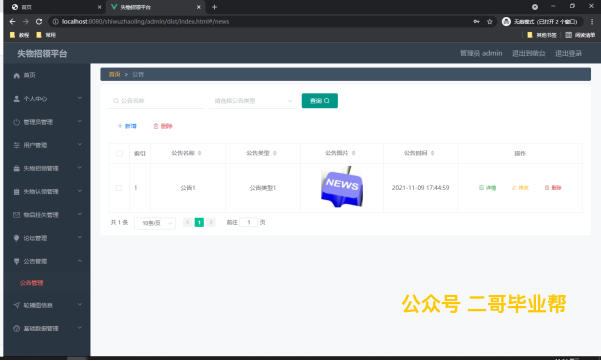 首页
失物招领平台
localhost:8080/shiwuzhaoling/admin/dist/index.html#/news
无痕模式 (已打开 2 个窗口)
教程
常用
其他书签
阅读清单
失物招领平台
管理员 admin
退出到前台
退出登录
首页
个人中心
管理员管理
用户管理
失物招领管理
失物认领管理
论坛管理
公告管理
公告管理
轮播图信息
基础数据管理
首页 > 公告
公告名称
请选择公告类型
查询
+ 新增
删除
索引 公告名称 公告类型 公告图片 公告时间 操作
1 公告1 公告类型1 NEWS 2021-11-09 17:44:59 详情 修改 删除
共 1 条
10条/页
1
前往 1 页
公众号 二哥毕业帮